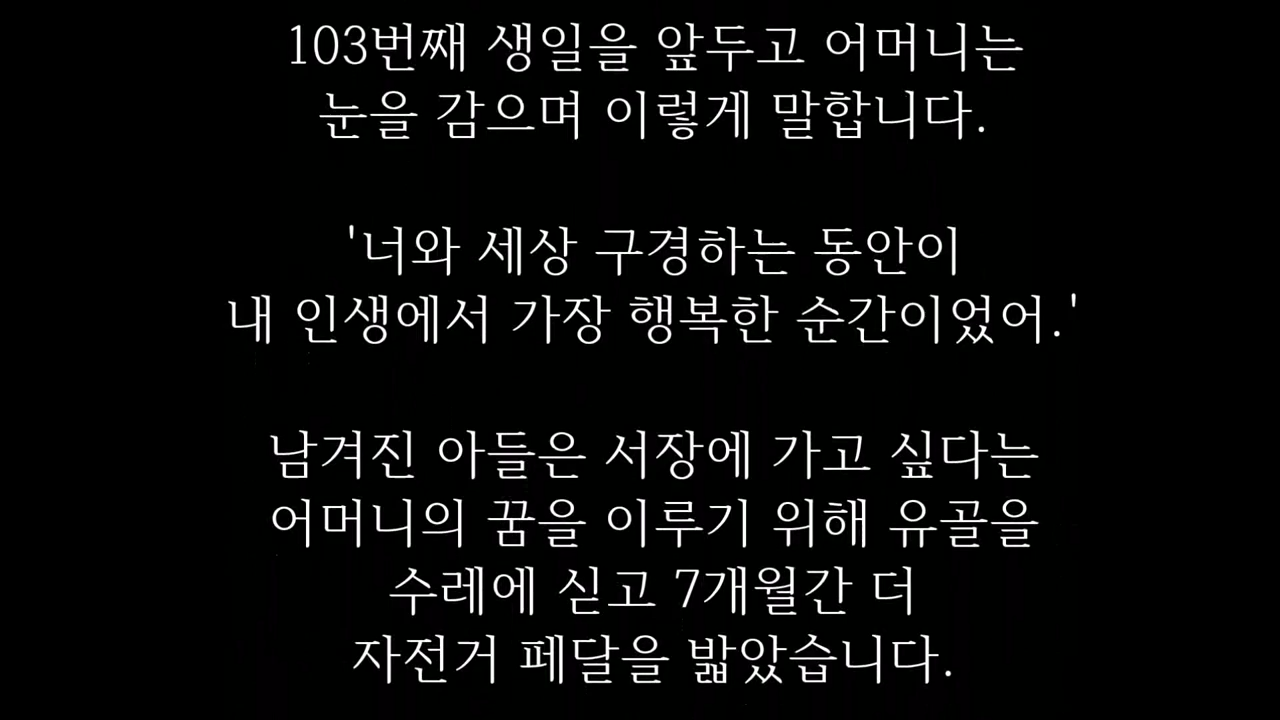 103번째 생일을 앞두고 어머니는
눈을 감으며 이렇게 말합니다.
'너와 세상 구경하는 동안이
내 인생에서 가장 행복한 순간이었어.'
남겨진 아들은 서장에 가고 싶다는
어머니의 꿈을 이루기 위해 유골을
수레에 싣고 7개월간 더
자전거 페달을 밟았습니다.